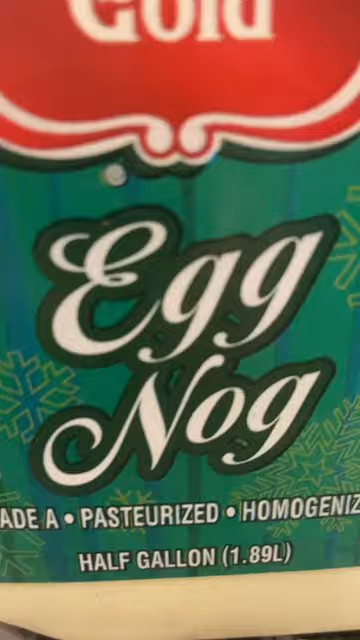 Gold
Egg
Nog
ADE A • PASTEURIZED • HOMOGENIZ
HALF GALLON (1.89L)